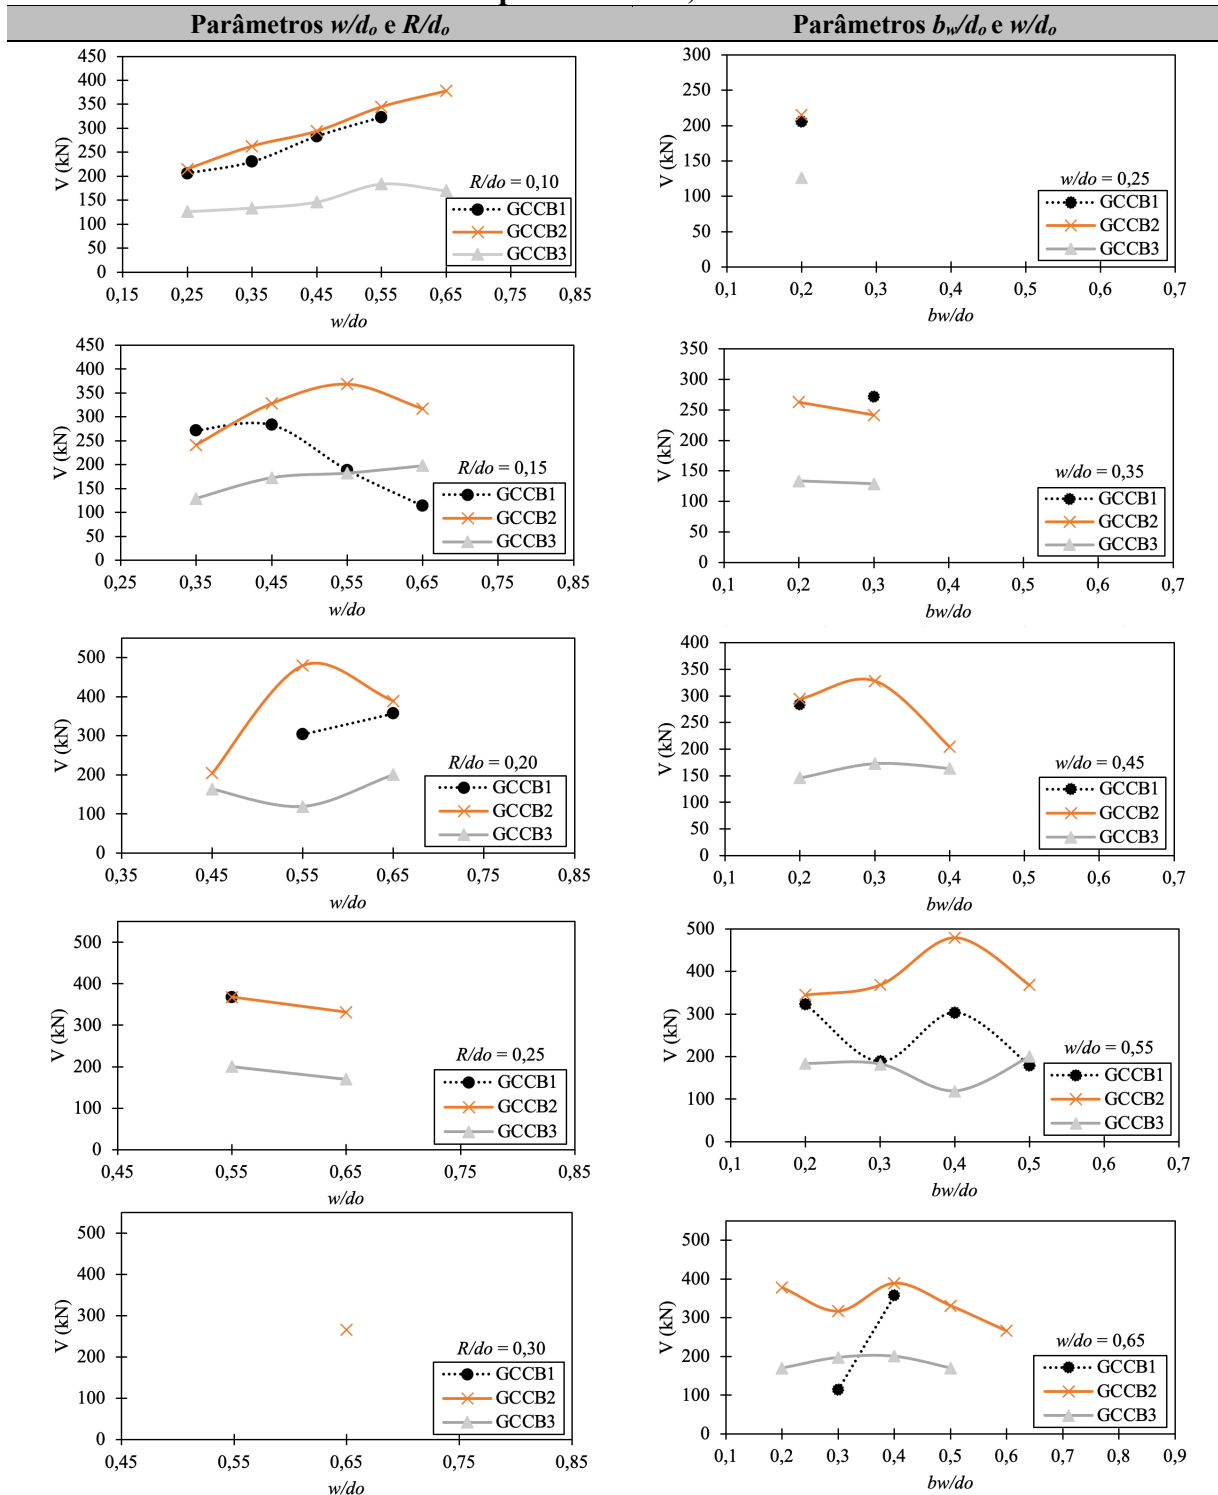 Parâmetros w/do e R/do
Parâmetros bw/do e w/do
450
400
350
300
250
200
150
100
50
0
V (kN)
0,15 0,25 0,35 0,45 0,55 0,65 0,75 0,85
w/do
R/do = 0,10
GCCB1
GCCB2
GCCB3
300
250
200
150
100
50
0
V (kN)
0,1 0,2 0,3 0,4 0,5 0,6 0,7
bw/do
w/do = 0,25
GCCB1
GCCB2
GCCB3
450
400
350
300
250
200
150
100
50
0
V (kN)
0,25 0,35 0,45 0,55 0,65 0,75 0,85
w/do
R/do = 0,15
GCCB1
GCCB2
GCCB3
350
300
250
200
150
100
50
0
V (kN)
0,1 0,2 0,3 0,4 0,5 0,6 0,7
bw/do
w/do = 0,35
GCCB1
GCCB2
GCCB3
500
400
300
200
100
0
V (kN)
0,35 0,45 0,55 0,65 0,75 0,85
w/do
R/do = 0,20
GCCB1
GCCB2
GCCB3
400
350
300
250
200
150
100
50
0
V (kN)
0,1 0,2 0,3 0,4 0,5 0,6 0,7
bw/do
w/do = 0,45
GCCB1
GCCB2
GCCB3
500
400
300
200
100
0
V (kN)
0,45 0,55 0,65 0,75 0,85
w/do
R/do = 0,25
GCCB1
GCCB2
GCCB3
500
400
300
200
100
0
V (kN)
0,1 0,2 0,3 0,4 0,5 0,6 0,7
bw/do
w/do = 0,55
GCCB1
GCCB2
GCCB3
500
400
300
200
100
0
V (kN)
0,45 0,55 0,65 0,75 0,85
w/do
R/do = 0,30
GCCB1
GCCB2
GCCB3
500
400
300
200
100
0
V (kN)
0,1 0,2 0,3 0,4 0,5 0,6 0,7 0,8 0,9
bw/do
w/do = 0,65
GCCB1
GCCB2
GCCB3